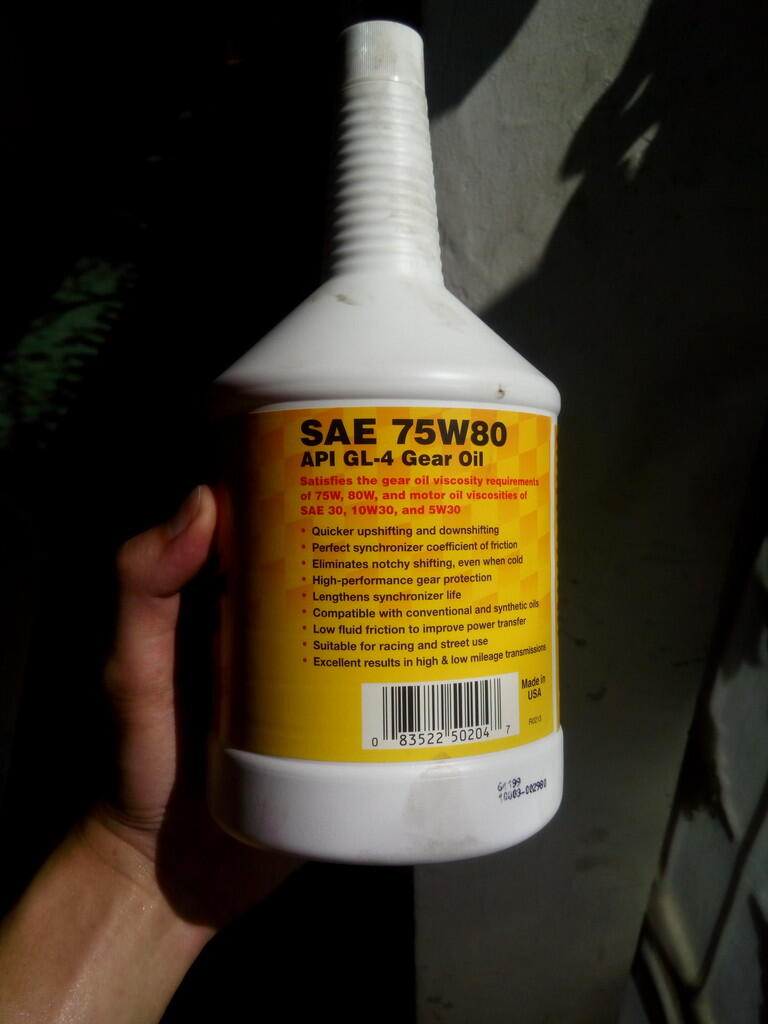 SAE 75W80
API GL-4 Gear Oil
Satisfies the gear oil viscosity requirements
of 75W, 80W, and motor oil viscosities of
SAE 30, 10W30, and 5W30
• Quicker upshifting and downshifting
• Perfect synchronizer coefficient of friction
• Eliminates notchy shifting, even when cold
• High-performance gear protection
• Lengthens synchronizer life
• Compatible with conventional and synthetic oils
• Low fluid friction to improve power transfer
• Suitable for racing and street use
• Excellent results in high & low mileage transmissions
Made in
USA
0 83522 50204 7
R0213